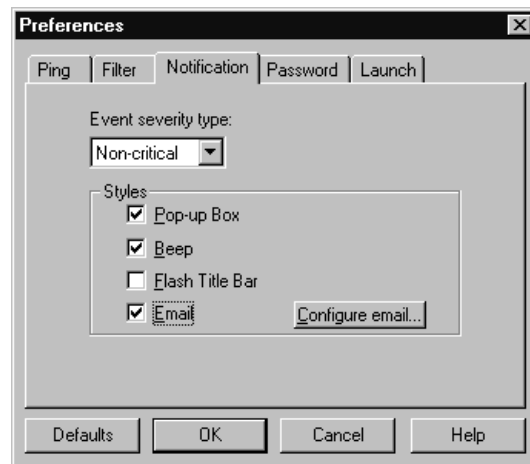 Preferences
Ping Filter Notification Password Launch
Event severity type:
Non-critical
Styles
Pop-up Box
Beep
Flash Title Bar
Email Configure email...
Defaults OK Cancel Help